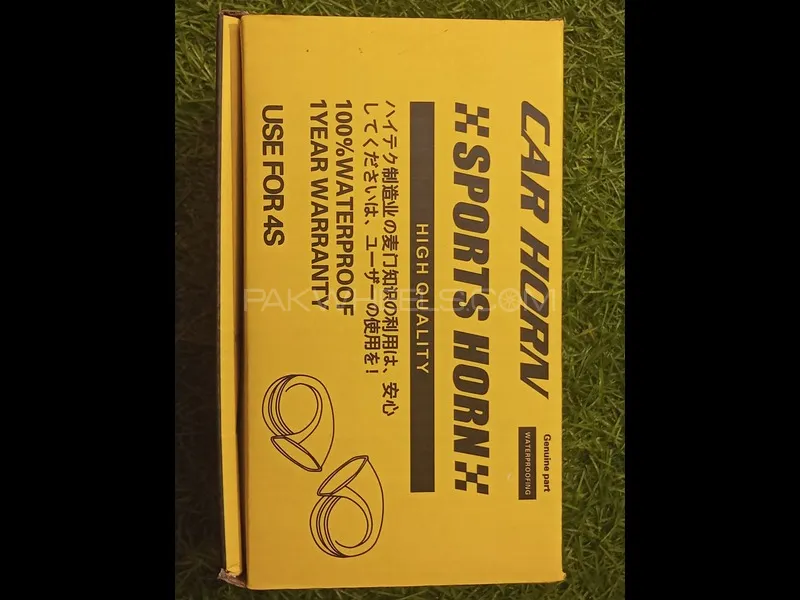 CAR HORN
Genuine part
WATERPROOFING
SPORTS HORN
HIGH QUALITY
ハイテク制造业の麦门知识の利用は、安心
してくださいは、ユーザーの使用を!
100%WATERPROOF
1YEAR WARRANTY
USE FOR 4S
PAKWHEELS.COM